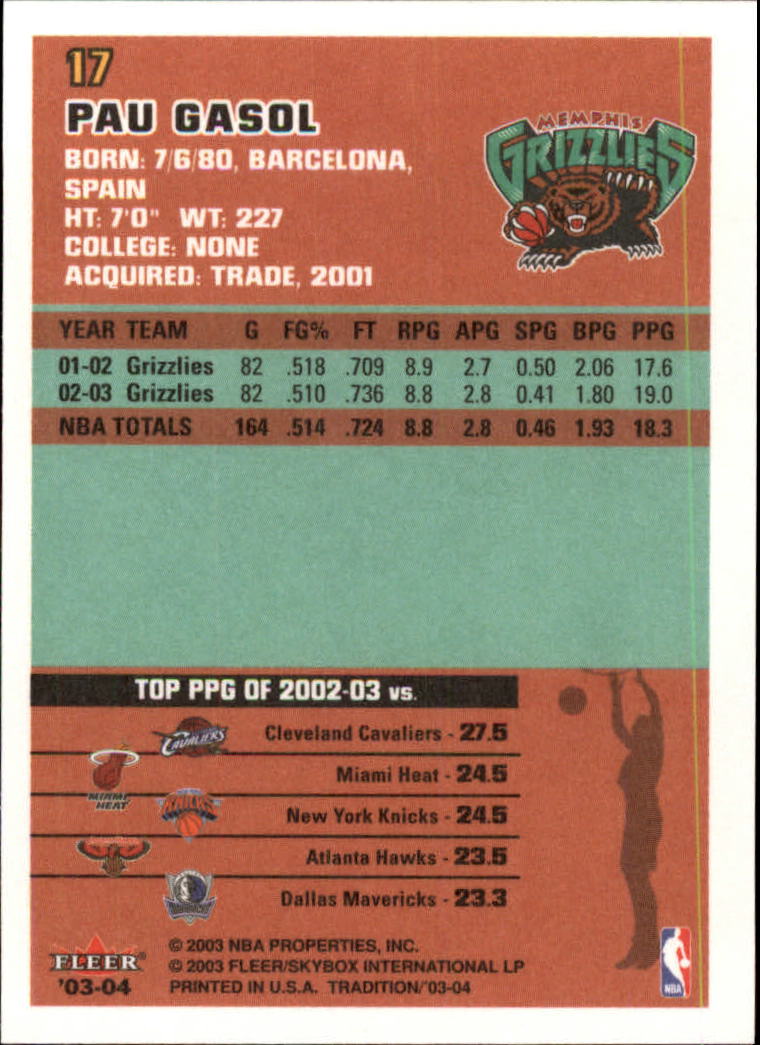 17
PAU GASOL
BORN: 7/6/80, BARCELONA,
SPAIN
HT: 7'0" WT: 227
COLLEGE: NONE
ACQUIRED: TRADE, 2001
MEMPHIS
GRIZZLIES
YEAR TEAM G FG% FT RPG APG SPG BPG PPG
01-02 Grizzlies 82 .518 .709 8.9 2.7 0.50 2.06 17.6
02-03 Grizzlies 82 .510 .736 8.8 2.8 0.41 1.80 19.0
NBA TOTALS 164 .514 .724 8.8 2.8 0.46 1.93 18.3
TOP PPG OF 2002-03 vs.
CAVALIERS
Cleveland Cavaliers - 27.5
MIAMI
HEAT
Miami Heat - 24.5
KNICKS
New York Knicks - 24.5
Atlanta Hawks - 23.5
Dallas Mavericks - 23.3
FLEER
'03-04
© 2003 NBA PROPERTIES, INC.
© 2003 FLEER/SKYBOX INTERNATIONAL LP
PRINTED IN U.S.A. TRADITION/'03-04
NBA